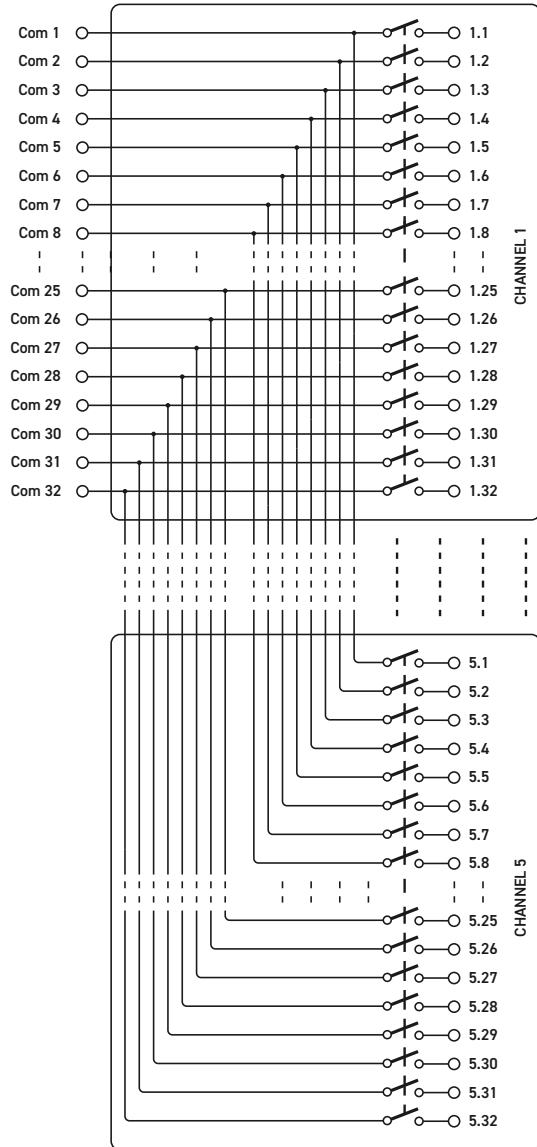 Com 1 1.1
Com 2 1.2
Com 3 1.3
Com 4 1.4
Com 5 1.5
Com 6 1.6
Com 7 1.7
Com 8 1.8
CHANNEL 1
Com 25 1.25
Com 26 1.26
Com 27 1.27
Com 28 1.28
Com 29 1.29
Com 30 1.30
Com 31 1.31
Com 32 1.32
5.1
5.2
5.3
5.4
5.5
5.6
5.7
5.8
CHANNEL 5
5.25
5.26
5.27
5.28
5.29
5.30
5.31
5.32